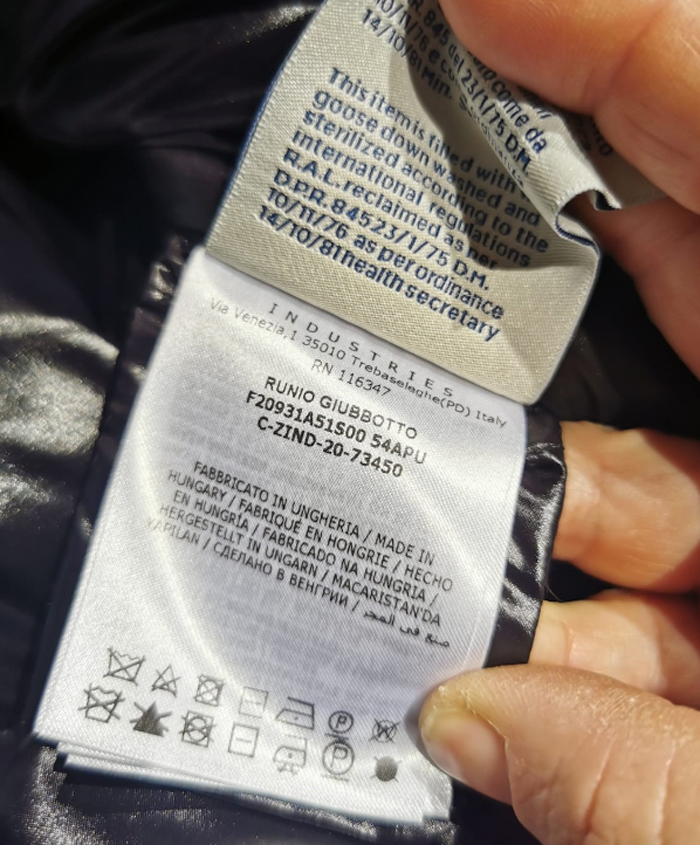 come da
R. 845 del 23/1/75 D.M.
10/11/76 e
14/10/81 Min.
This item is filled with
goose down washed and
sterilized according to the
international regulations
R.A.L. reclaimed as per
D.P.R. 84523/1/75 D.M.
10/11/76 as per ordinance
14/10/81 health secretary
INDUSTRIES
Via Venezia,1 35010 Trebaseleghe(PD) Italy
RN 116347
RUNIO GIUBBOTTO
F20931A51S00 54APU
C-ZIND-20-73450
FABBRICATO IN UNGHERIA / MADE IN
HUNGARY / FABRIQUÉ EN HONGRIE / HECHO
EN HUNGRÍA / FABRICADO NA HUNGRIA /
HERGESTELLT IN UNGARN / MACARISTAN'DA
YAPILAN / СДЕЛАНО В ВЕНГРИИ / صنع في المجر
P
W
P